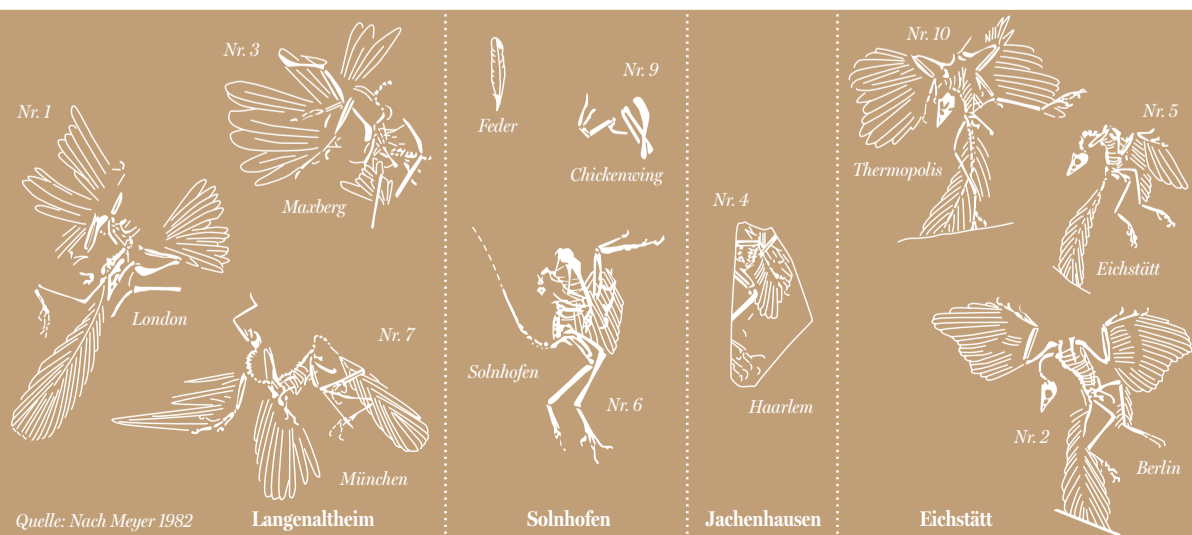 Nr. 1
London
Nr. 3
Maxberg
Nr. 7
München
Quelle: Nach Meyer 1982
Langenaltheim
Feder
Nr. 9
Chickenwing
Solnhofen
Nr. 6
Solnhofen
Nr. 4
Haarlem
Jachenhausen
Nr. 10
Thermopolis
Nr. 5
Eichstätt
Nr. 2
Berlin
Eichstätt